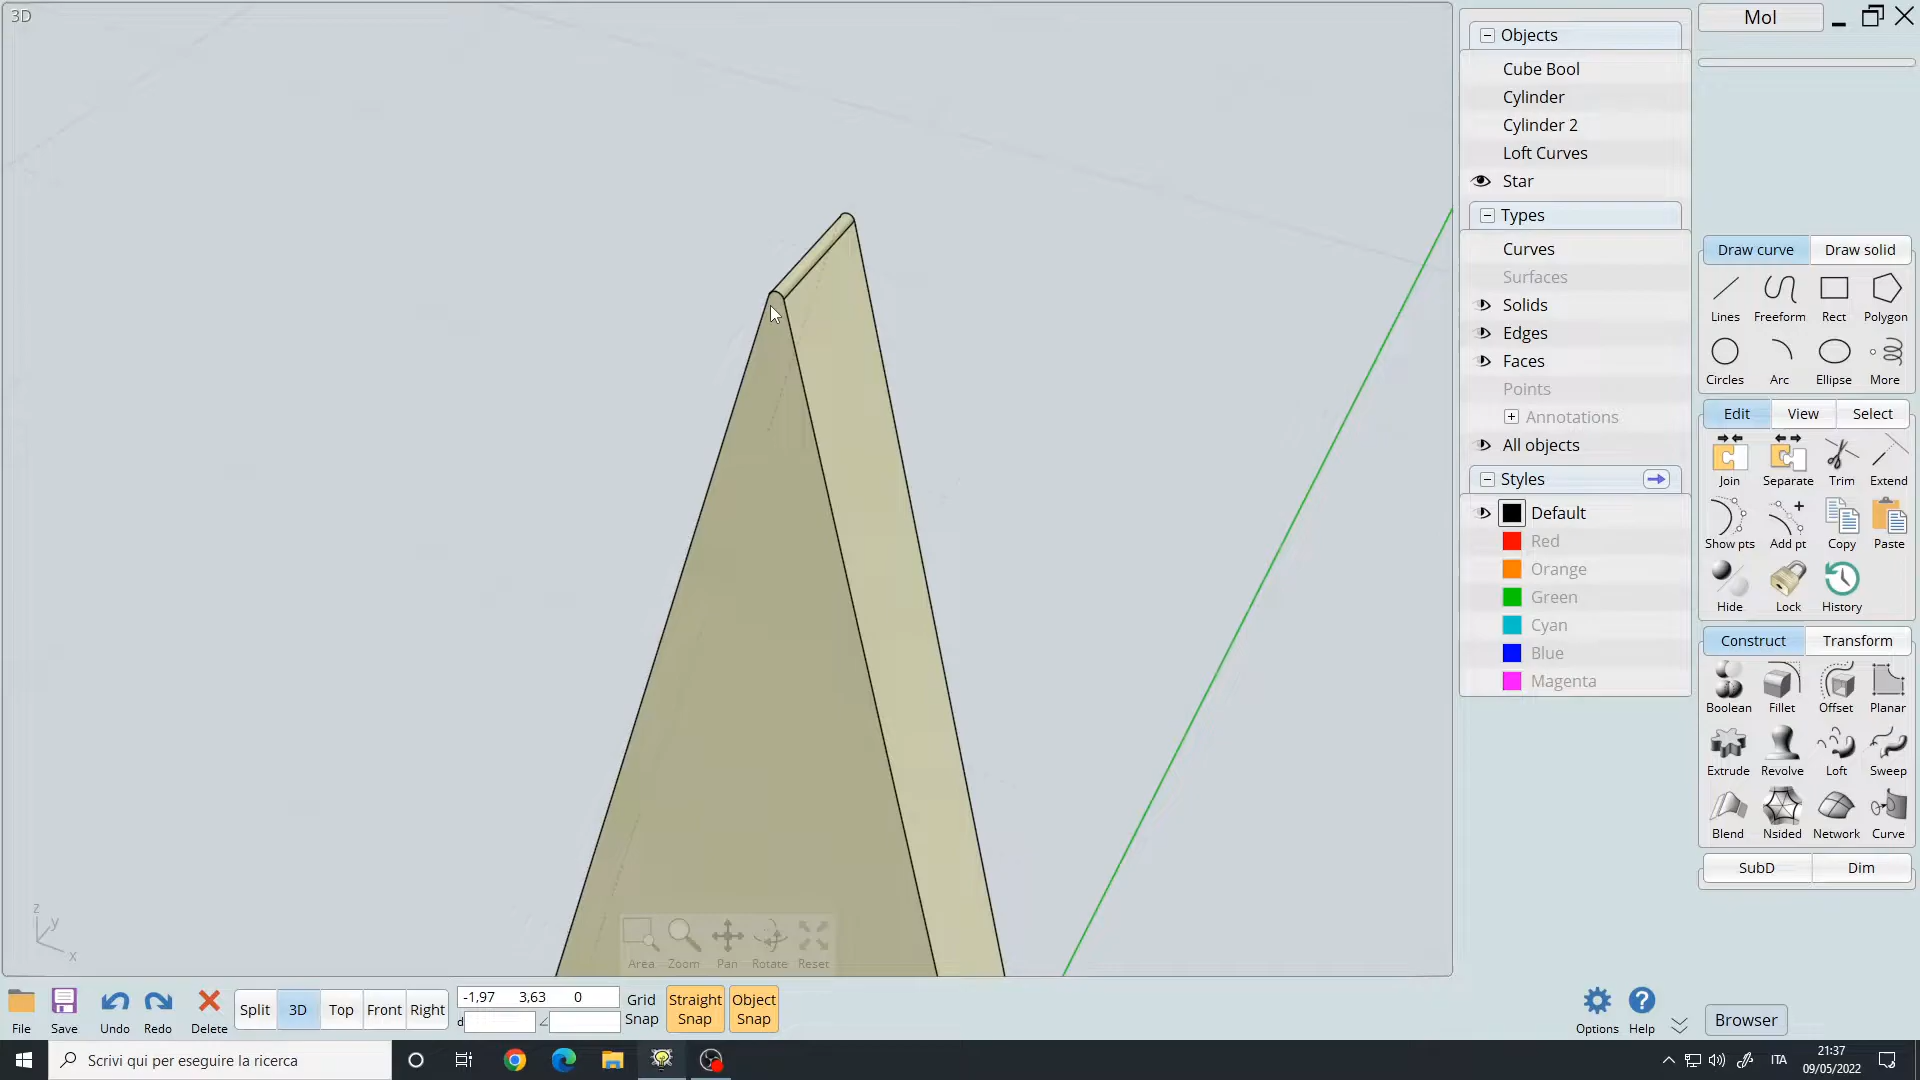 3D
z
y
x
Area Zoom Pan Rotate Reset
Objects
Cube Bool
Cylinder
Cylinder 2
Loft Curves
Star
Types
Curves
Surfaces
Solids
Edges
Faces
Points
Annotations
All objects
Styles
Default
Red
Orange
Green
Cyan
Blue
Magenta
MoI
Draw curve Draw solid
Lines Freeform Rect Polygon
Circles Arc Ellipse More
Edit View Select
Join Separate Trim Extend
Show pts Add pt Copy Paste
Hide Lock History
Construct Transform
Boolean Fillet Offset Planar
Extrude Revolve Loft Sweep
Blend Nsided Network Curve
SubD Dim
File Save Undo Redo Delete
Split 3D Top Front Right
-1,97 3,63 0
d
Grid Snap
Straight Snap
Object Snap
Options Help
Browser
Scrivi qui per eseguire la ricerca
ITA
21:37
09/05/2022